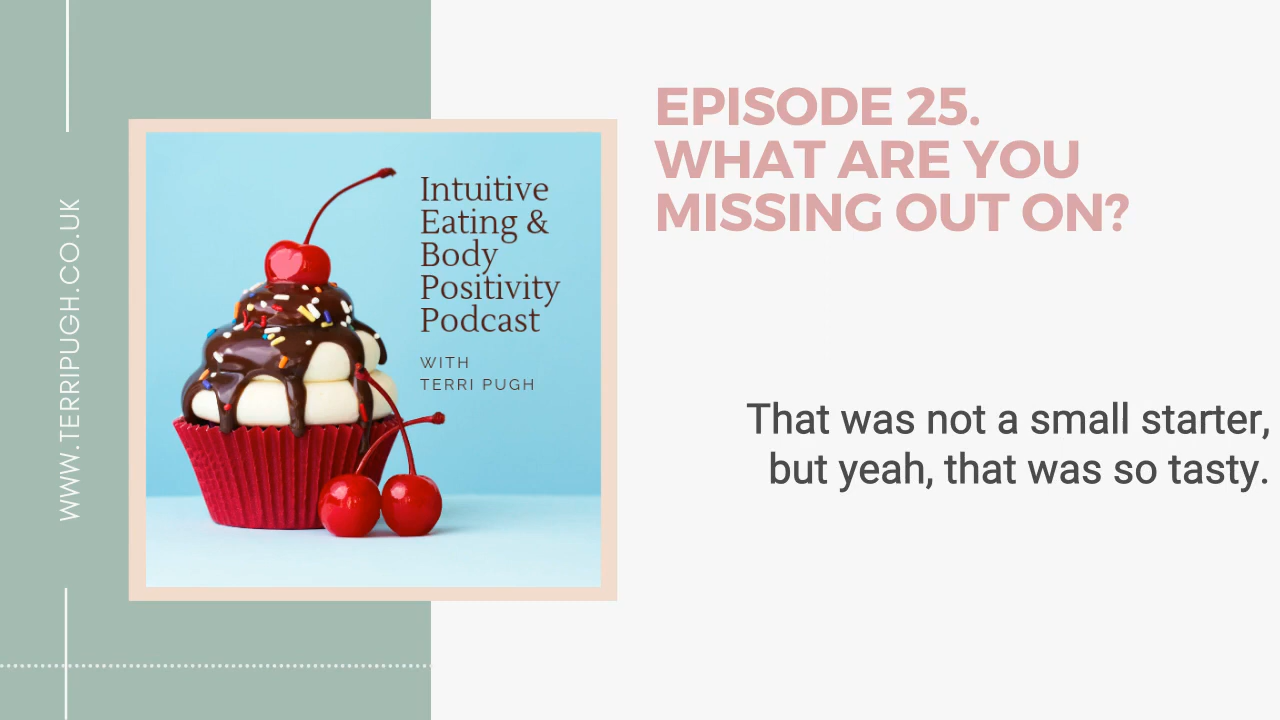 WWW.TERRIPUGH.CO.UK
Intuitive
Eating &
Body
Positivity
Podcast
WITH
TERRI PUGH
EPISODE 25.
WHAT ARE YOU
MISSING OUT ON?
That was not a small starter,
but yeah, that was so tasty.